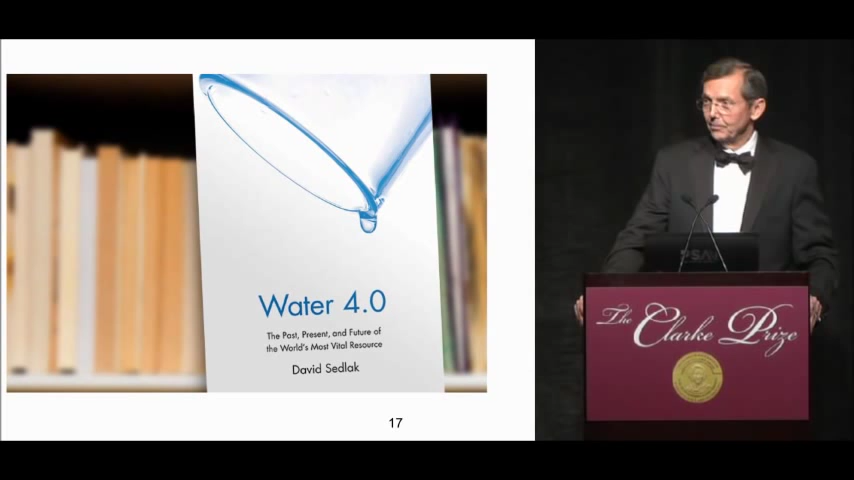 Water 4.0
The Past, Present, and Future of
the World's Most Vital Resource
David Sedlak
17
PSAV
The Clarke Prize